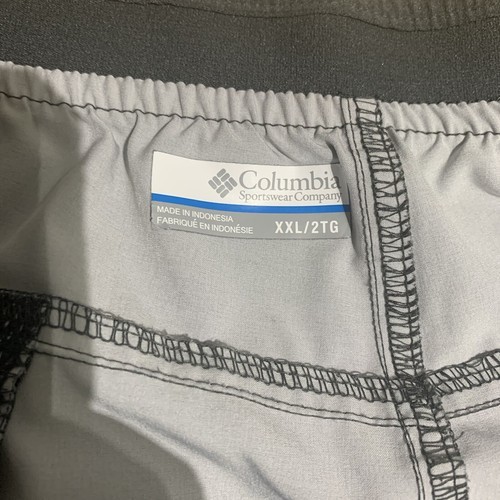 Columbia
Sportswear Company
MADE IN INDONESIA
FABRIQUÉ EN INDONÉSIE
XXL/2TG